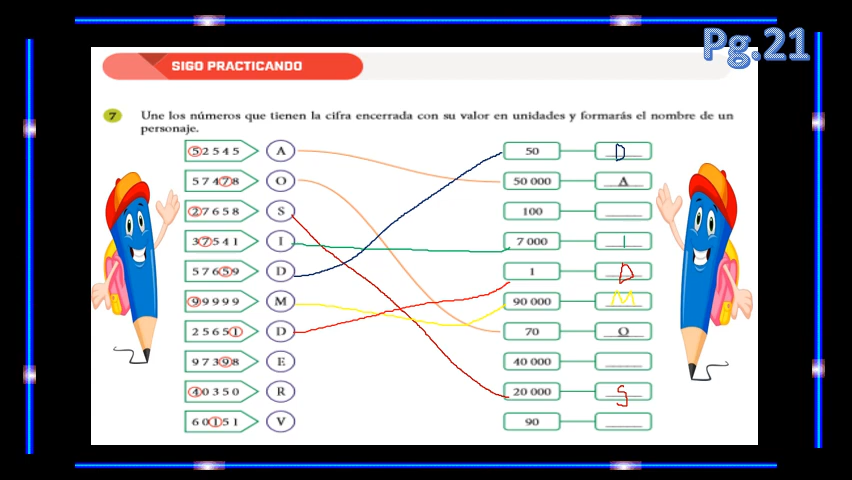 Pg.21
SIGO PRACTICANDO
7 Une los números que tienen la cifra encerrada con su valor en unidades y formarás el nombre de un
personaje.
52545 A 50 D
57478 O 50 000 A
27658 S 100
37541 I 7 000 I
57659 D 1 D
99999 M 90 000 M
25651 D 70 O
97398 E 40 000
40350 R 20 000 S
60151 V 90